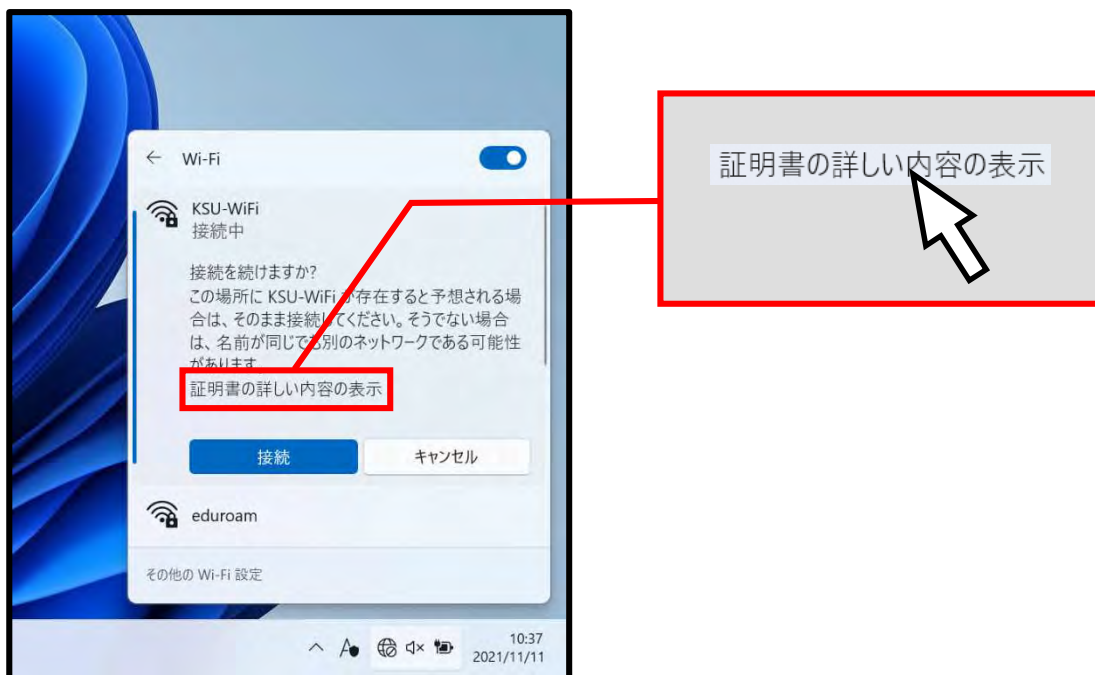 Wi-Fi
KSU-WiFi
接続中
接続を続けますか?
この場所に KSU-WiFi が存在すると予想される場
合は、そのまま接続してください。そうでない場合
は、名前が同じでも別のネットワークである可能性
があります。
証明書の詳しい内容の表示
接続
キャンセル
eduroam
その他の Wi-Fi 設定
10:37
2021/11/11
証明書の詳しい内容の表示